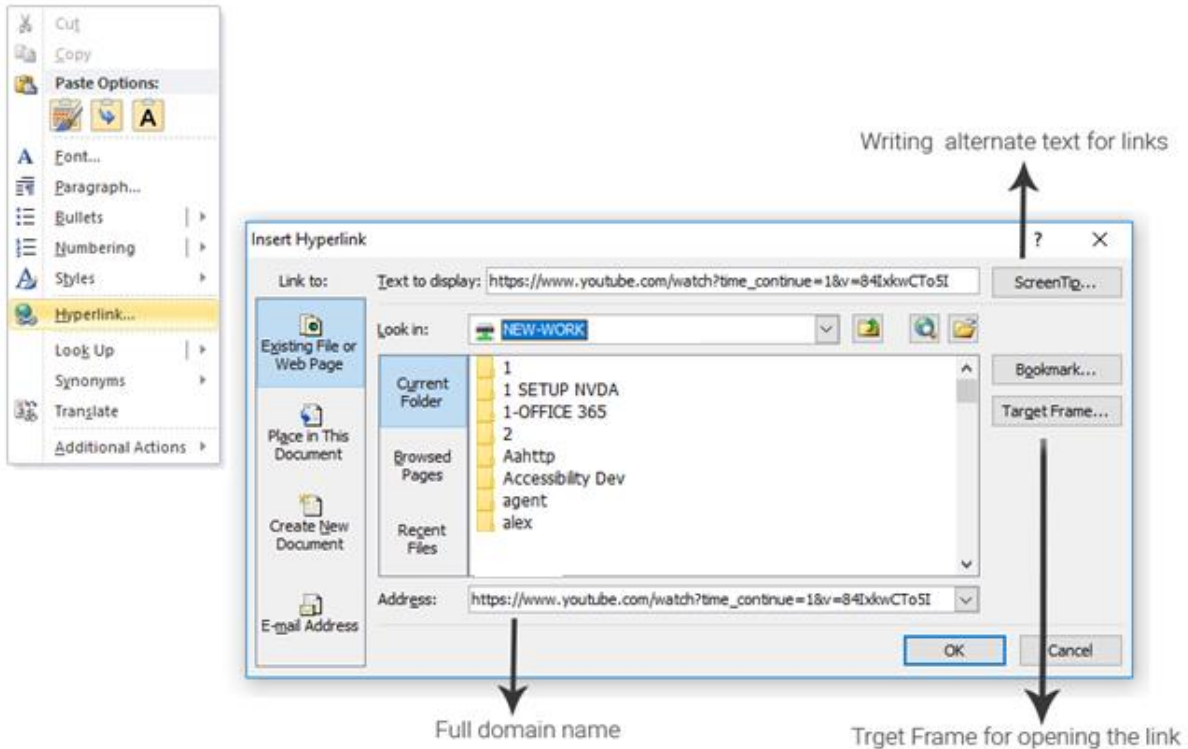 Cut
Copy
Paste Options:
A
A Font...
Paragraph...
Bullets
Numbering
Styles
Hyperlink...
Look Up
Synonyms
Translate
Additional Actions
Writing alternate text for links
Insert Hyperlink
? X
Link to:
Text to display: https://www.youtube.com/watch?time_continue=1&v=84IxkwCTo5I
ScreenTip...
Existing File or
Web Page
Place in This
Document
Create New
Document
E-mail Address
Look in: NEW-WORK
Current
Folder
Browsed
Pages
Recent
Files
1
1 SETUP NVDA
1-OFFICE 365
2
Aahttp
Accessibility Dev
agent
alex
Bookmark...
Target Frame...
Address: https://www.youtube.com/watch?time_continue=1&v=84IxkwCTo5I
OK
Cancel
Full domain name
Trget Frame for opening the link